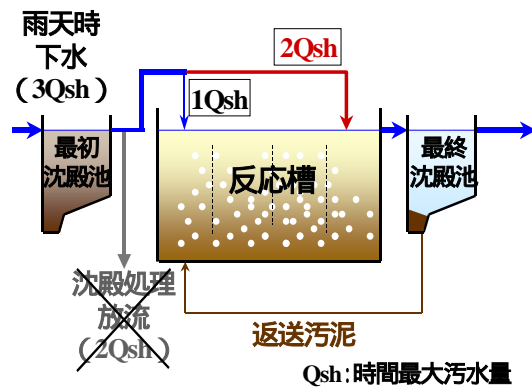 雨天時
下水
（3Qsh）
2Qsh
1Qsh
最初
沈殿池
反応槽
最終
沈殿池
沈殿処理
放流
（2Qsh）
返送汚泥
Qsh:時間最大汚水量